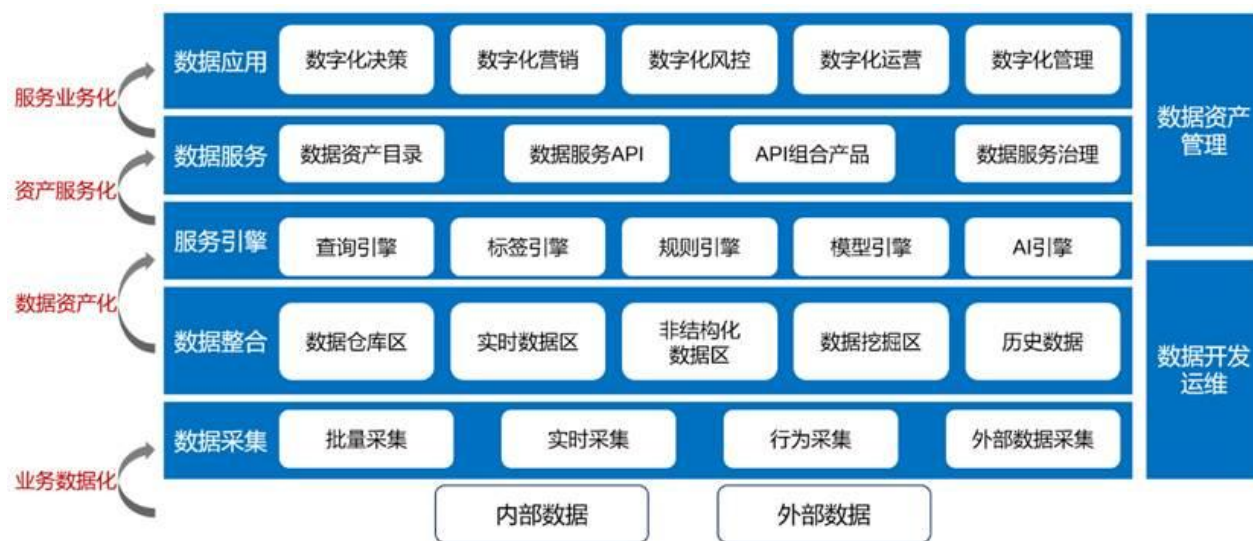 数据应用
数字化决策
数字化营销
数字化风控
数字化运营
数字化管理
服务业务化
数据服务
数据资产目录
数据服务API
API组合产品
数据服务治理
数据资产
管理
资产服务化
服务引擎
查询引擎
标签引擎
规则引擎
模型引擎
AI引擎
数据资产化
数据整合
数据仓库区
实时数据区
非结构化
数据区
数据挖掘区
历史数据
数据开发
运维
数据采集
批量采集
实时采集
行为采集
外部数据采集
业务数据化
内部数据
外部数据